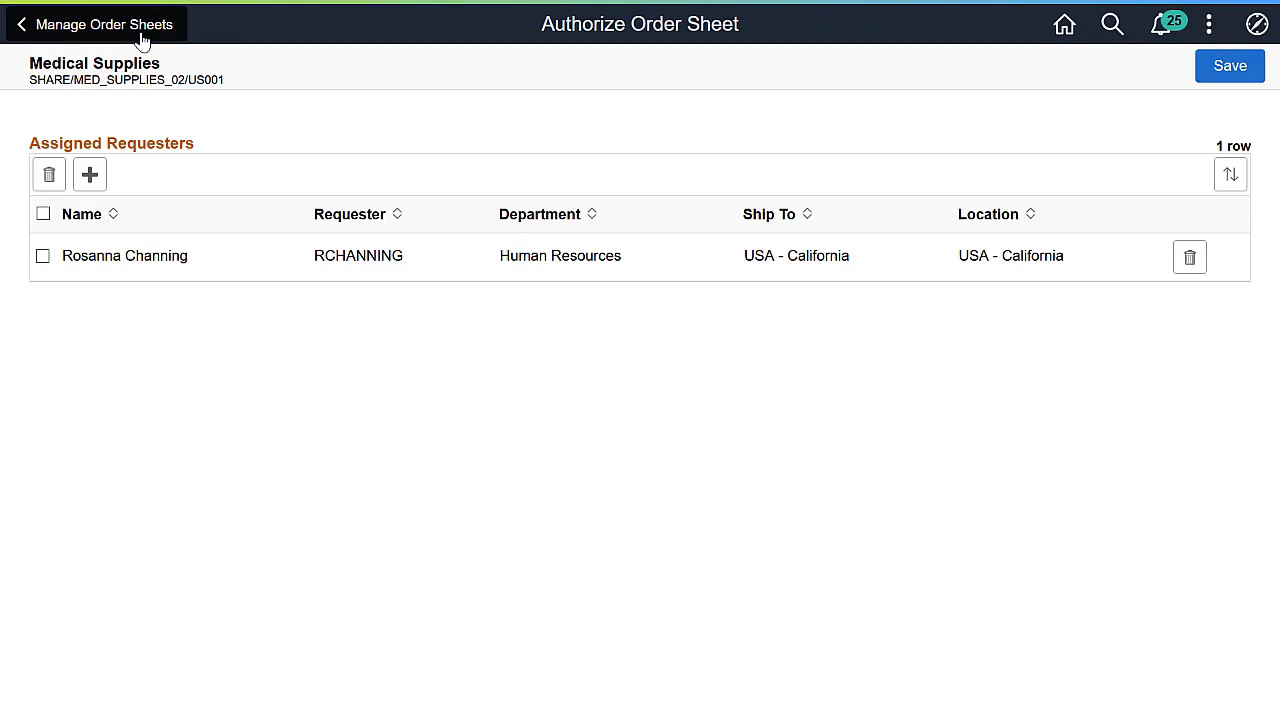 Manage Order Sheets
Authorize Order Sheet
25
Medical Supplies
SHARE/MED_SUPPLIES_02/US001
Save
Assigned Requesters
1 row
Name Requester Department Ship To Location
Rosanna Channing RCHANNING Human Resources USA - California USA - California